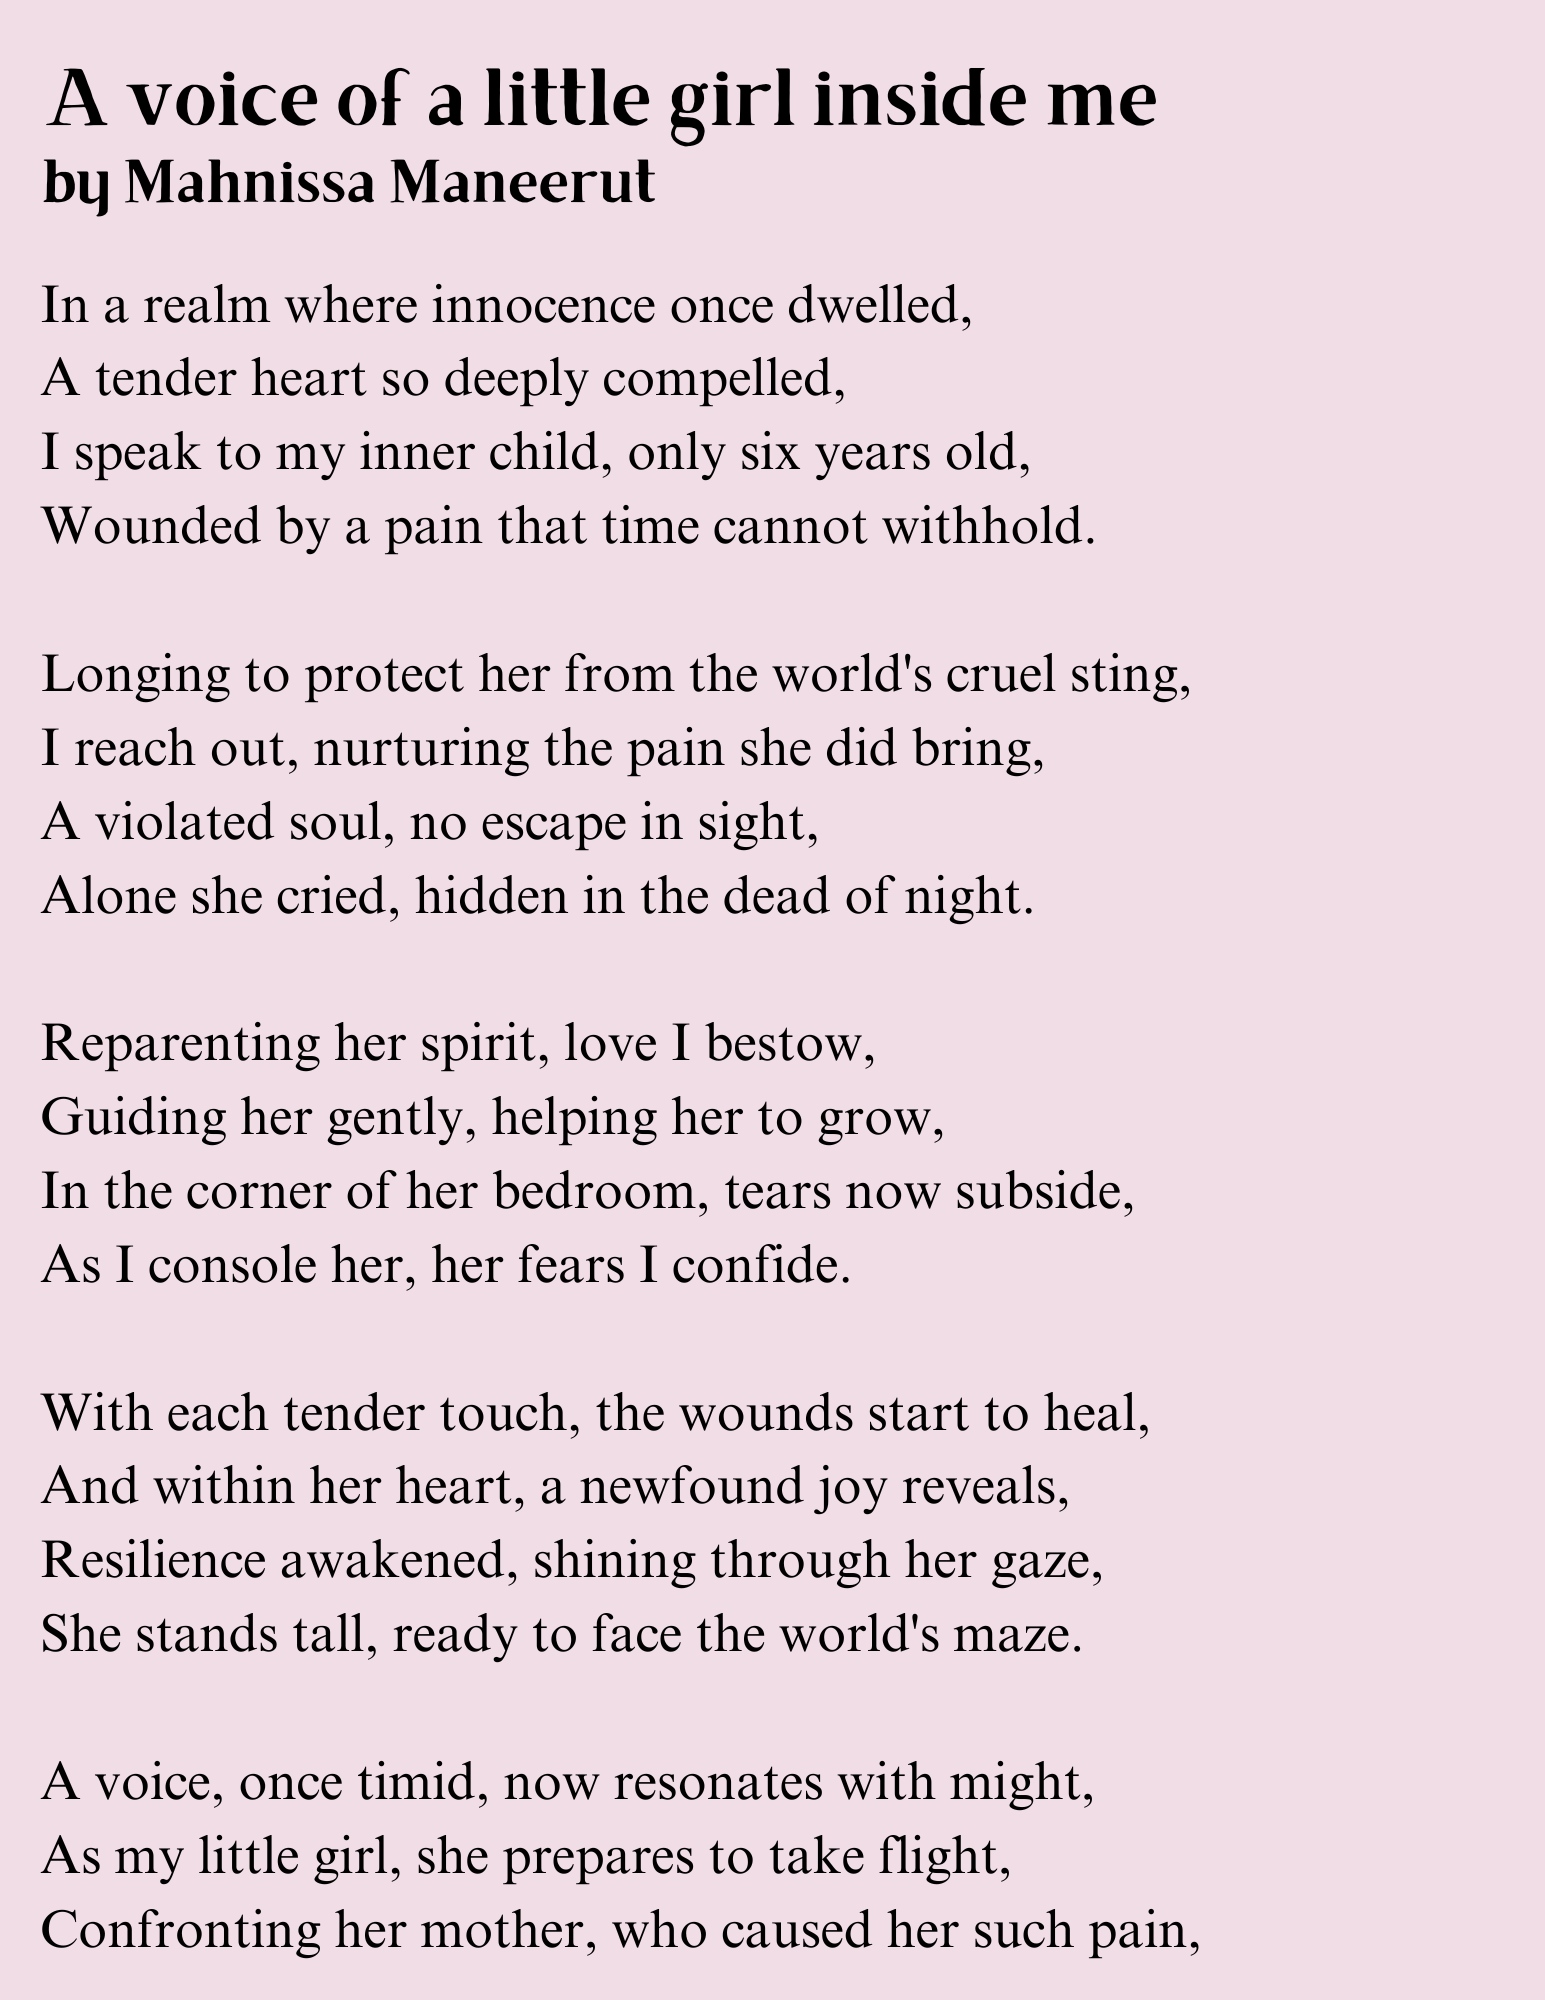 A voice of a little girl inside me
by Mahnissa Maneerut
In a realm where innocence once dwelled,
A tender heart so deeply compelled,
I speak to my inner child, only six years old,
Wounded by a pain that time cannot withhold.
Longing to protect her from the world's cruel sting,
I reach out, nurturing the pain she did bring,
A violated soul, no escape in sight,
Alone she cried, hidden in the dead of night.
Reparenting her spirit, love I bestow,
Guiding her gently, helping her to grow,
In the corner of her bedroom, tears now subside,
As I console her, her fears I confide.
With each tender touch, the wounds start to heal,
And within her heart, a newfound joy reveals,
Resilience awakened, shining through her gaze,
She stands tall, ready to face the world's maze.
A voice, once timid, now resonates with might,
As my little girl, she prepares to take flight,
Confronting her mother, who caused her such pain,